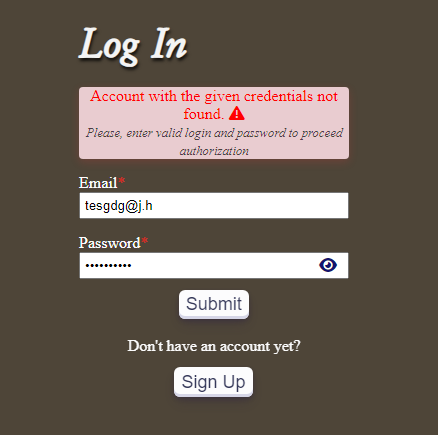 Log In
Account with the given credentials not
found.
Please, enter valid login and password to proceed
authorization
Email*
tesgdg@j.h
Password*
••••••••••
Submit
Don't have an account yet?
Sign Up